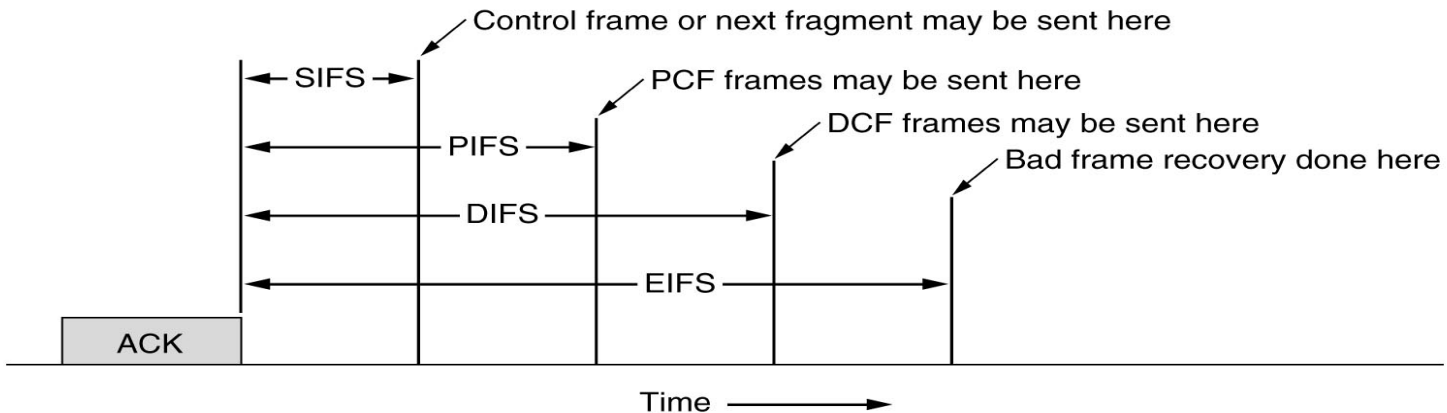 Control frame or next fragment may be sent here
SIFS
PCF frames may be sent here
DCF frames may be sent here
PIFS
Bad frame recovery done here
DIFS
EIFS
ACK
Time